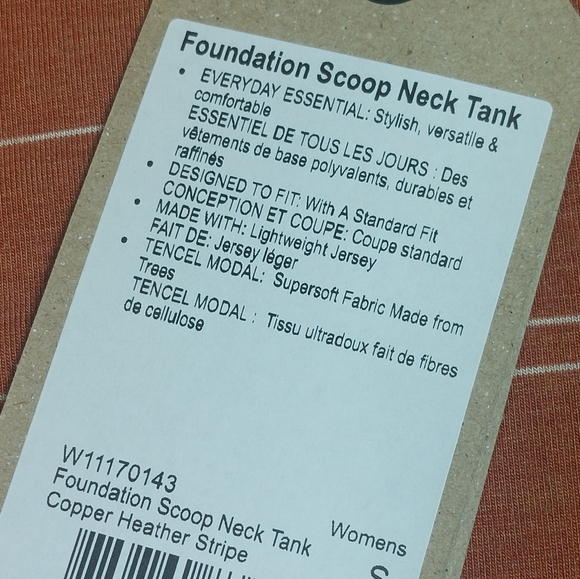 Foundation Scoop Neck Tank
• EVERYDAY ESSENTIAL: Stylish, versatile &
comfortable
ESSENTIEL DE TOUS LES JOURS : Des
vêtements de base polyvalents, durables et
raffinés
• DESIGNED TO FIT: With A Standard Fit
CONCEPTION ET COUPE: Coupe standard
• MADE WITH: Lightweight Jersey
FAIT DE: Jersey léger
• TENCEL MODAL: Supersoft Fabric Made from
Trees
TENCEL MODAL : Tissu ultradoux fait de fibres
de cellulose
W11170143
Foundation Scoop Neck Tank
Copper Heather Stripe
Womens
S